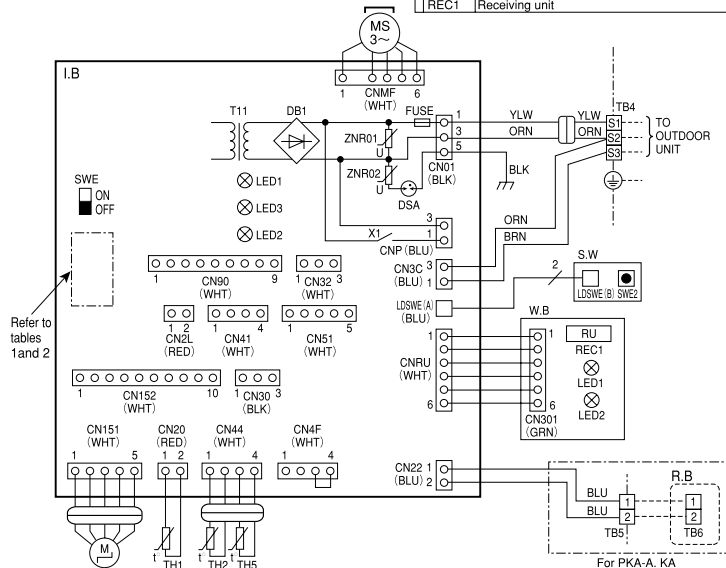 REC1 Receiving unit
MS
3~
I.B
1 6
CNMF
(WHT)
T11 DB1 FUSE 1 YLW YLW S1 TB4
ZNR01 3 ORN ORN S2 TO
U 5 S3 OUTDOOR
UNIT
ZNR02 CN01
(BLK) BLK
U
DSA
SWE
ON
OFF
LED1
LED3
LED2
3
X1 1
CNP (BLU)
ORN
BRN
CN3C 3
(BLU) 1
S.W
2
LDSWE (B) SWE2
LDSWE (A)
(BLU)
1 9
CN90
(WHT)
1 3
CN32
(WHT)
Refer to
tables
1and 2
1 2
CN2L
(RED)
1 4
CN41
(WHT)
1 5
CN51
(WHT)
W.B
1 1 RU
CNRU
(WHT)
REC1
LED1
LED2
6 6
CN301
(GRN)
1 10
CN152
(WHT)
1 3
CN30
(BLK)
CN151
(WHT)
1 5
CN20
(RED)
1 2
CN44
(WHT)
1 4
CN4F
(WHT)
1 4
CN22 1
(BLU) 2
R.B
BLU 1 1
BLU 2 2
TB5 TB6
For PKA-A, KA
M
t TH1
t TH2
t TH5